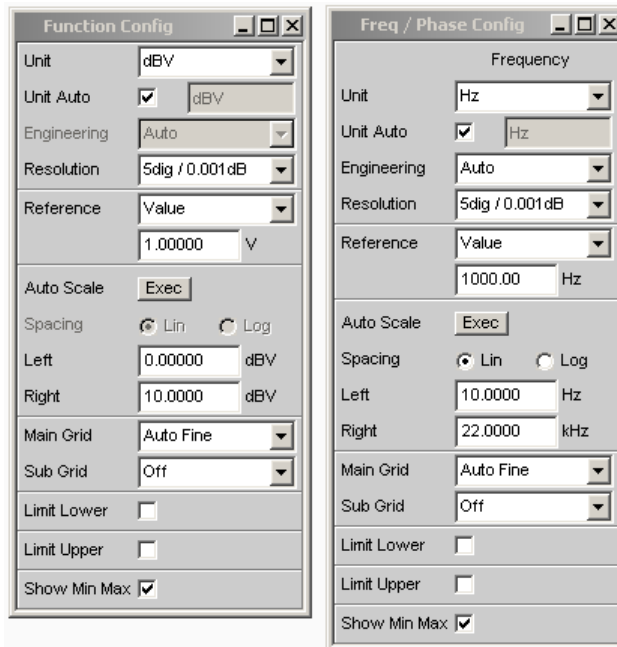 Function Config
Unit dBV
Unit Auto dBV
Engineering Auto
Resolution 5dig / 0.001dB
Reference Value
1.00000 V
Auto Scale Exec
Spacing Lin Log
Left 0.00000 dBV
Right 10.0000 dBV
Main Grid Auto Fine
Sub Grid Off
Limit Lower
Limit Upper
Show Min Max
Freq / Phase Config
Frequency
Unit Hz
Unit Auto Hz
Engineering Auto
Resolution 5dig / 0.001dB
Reference Value
1000.00 Hz
Auto Scale Exec
Spacing Lin Log
Left 10.0000 Hz
Right 22.0000 kHz
Main Grid Auto Fine
Sub Grid Off
Limit Lower
Limit Upper
Show Min Max